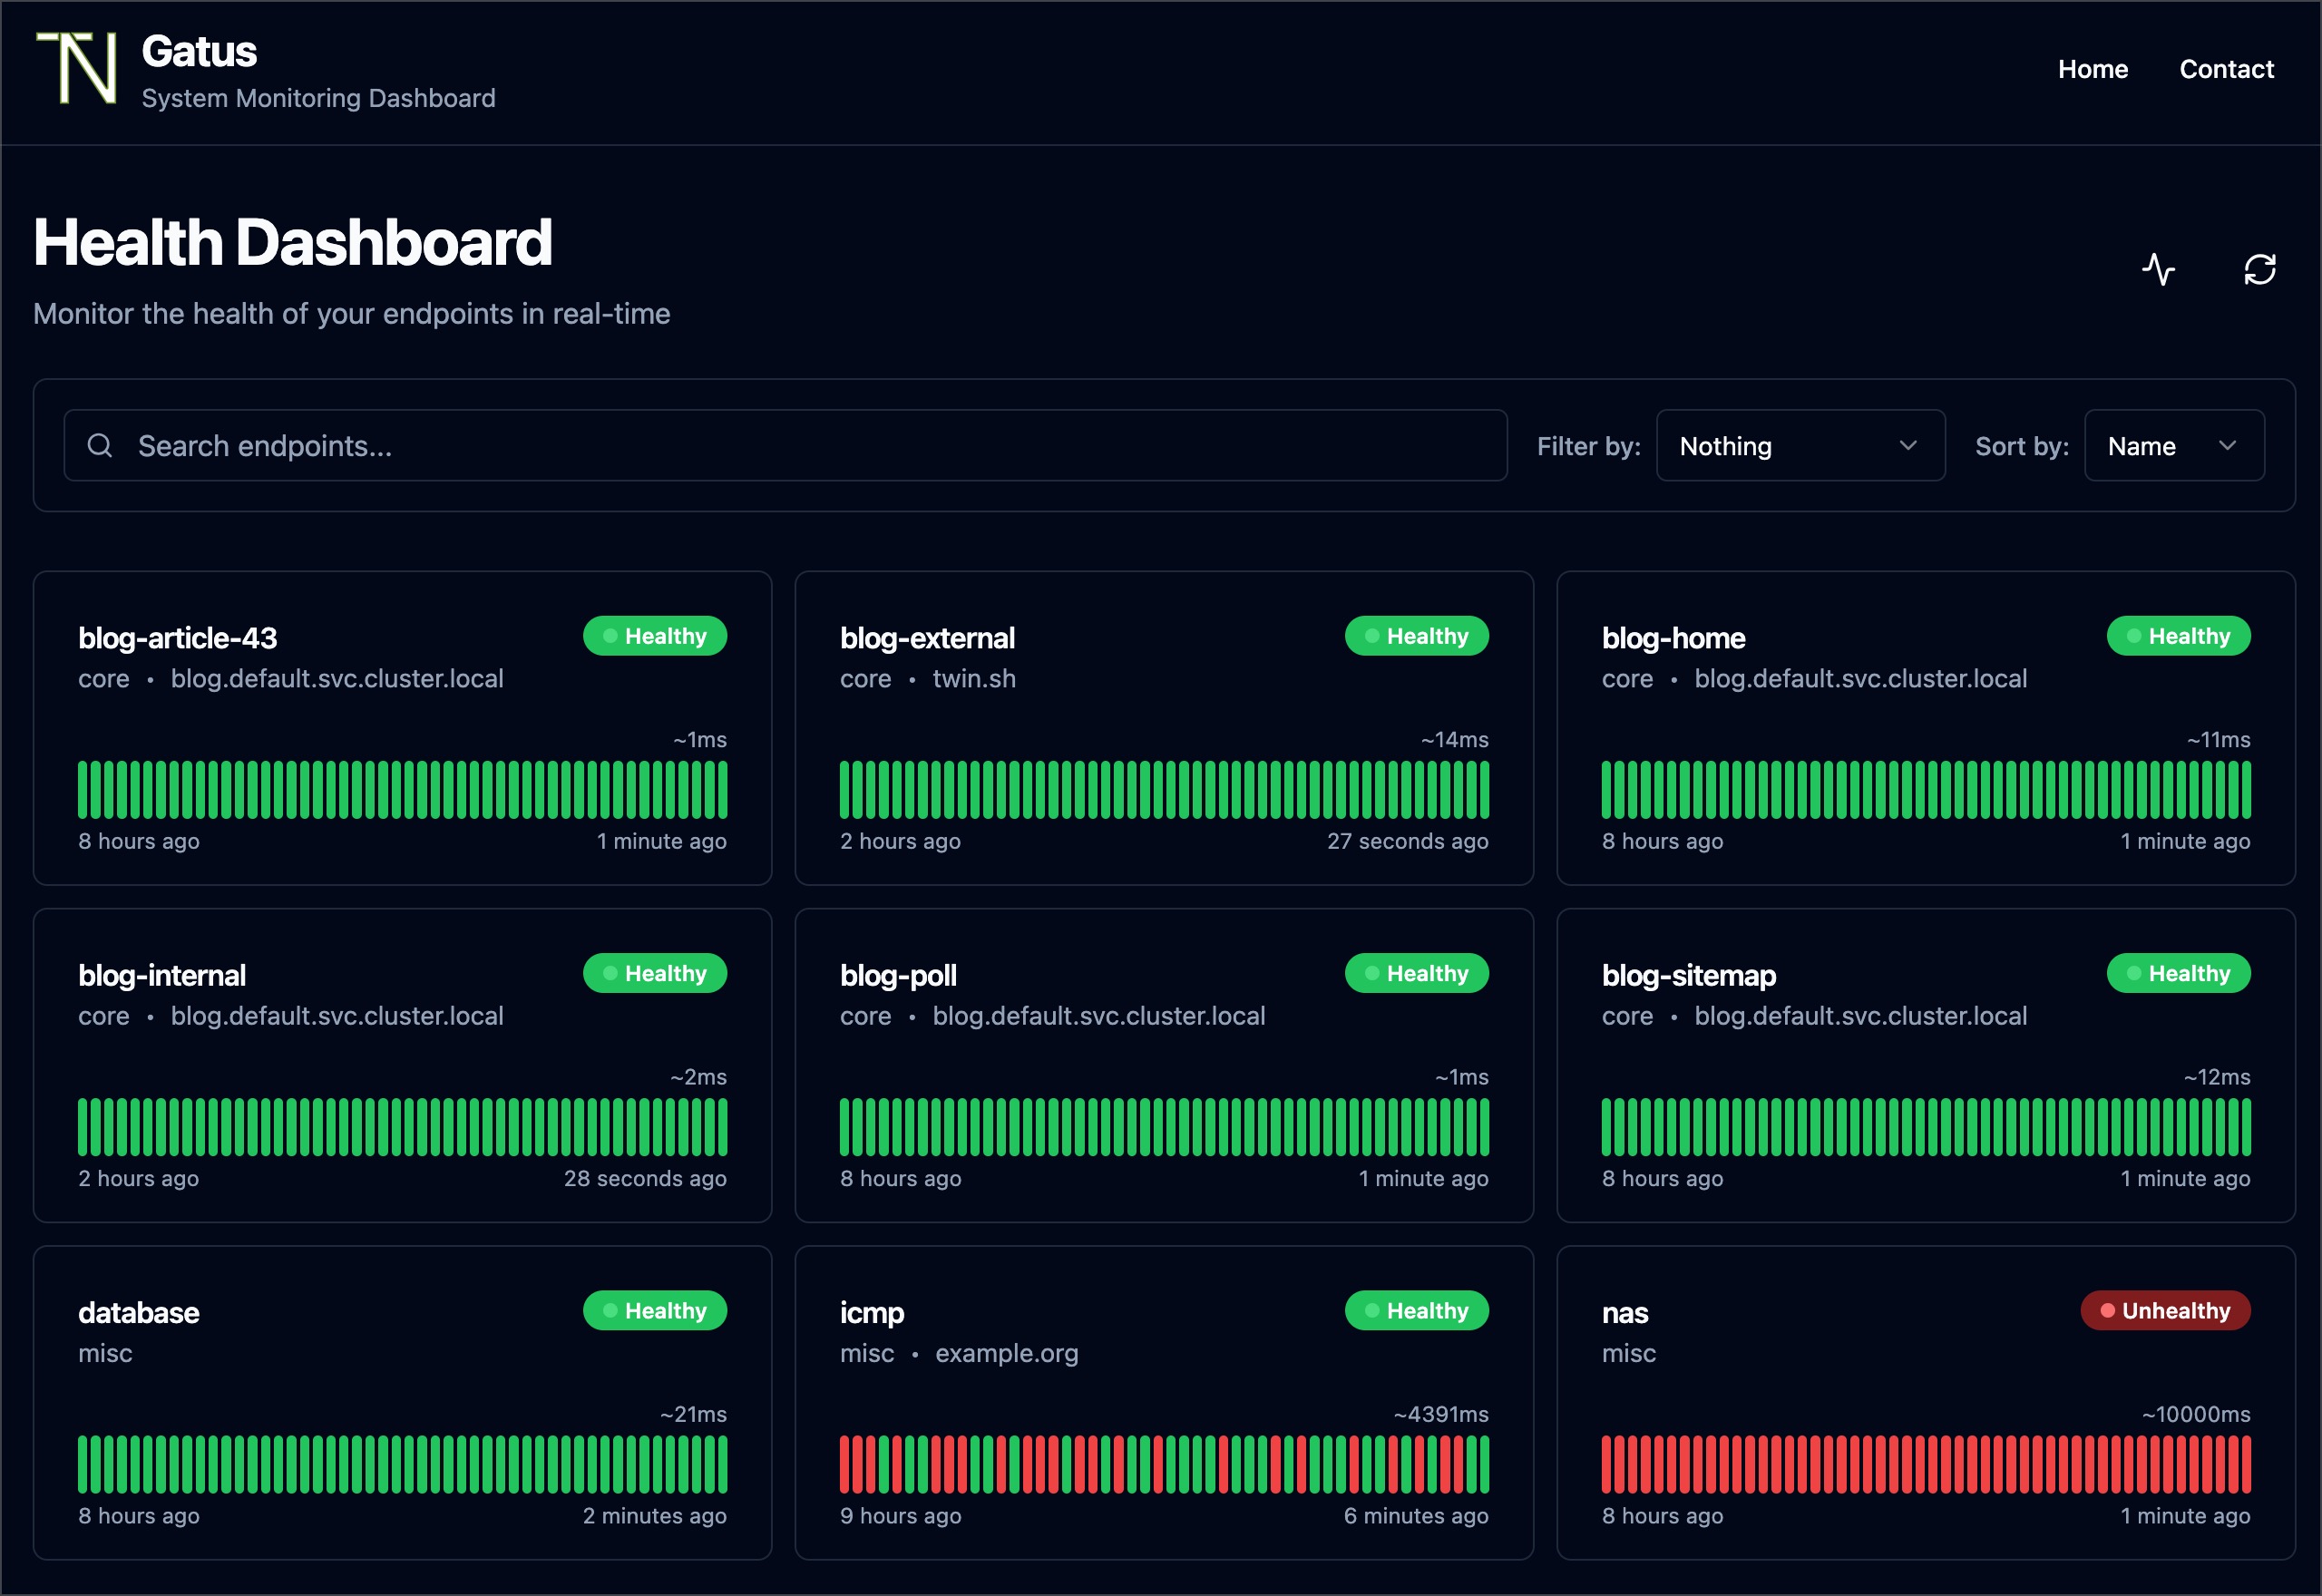 TN
Gatus
System Monitoring Dashboard
Home
Contact
Health Dashboard
Monitor the health of your endpoints in real-time
Search endpoints...
Filter by:
Nothing
Sort by:
Name
blog-article-43
Healthy
core • blog.default.svc.cluster.local
~1ms
8 hours ago
1 minute ago
blog-external
Healthy
core • twin.sh
~14ms
2 hours ago
27 seconds ago
blog-home
Healthy
core • blog.default.svc.cluster.local
~11ms
8 hours ago
1 minute ago
blog-internal
Healthy
core • blog.default.svc.cluster.local
~2ms
2 hours ago
28 seconds ago
blog-poll
Healthy
core • blog.default.svc.cluster.local
~1ms
8 hours ago
1 minute ago
blog-sitemap
Healthy
core • blog.default.svc.cluster.local
~12ms
8 hours ago
1 minute ago
database
Healthy
misc
~21ms
8 hours ago
2 minutes ago
icmp
Healthy
misc • example.org
~4391ms
9 hours ago
6 minutes ago
nas
Unhealthy
misc
~10000ms
8 hours ago
1 minute ago